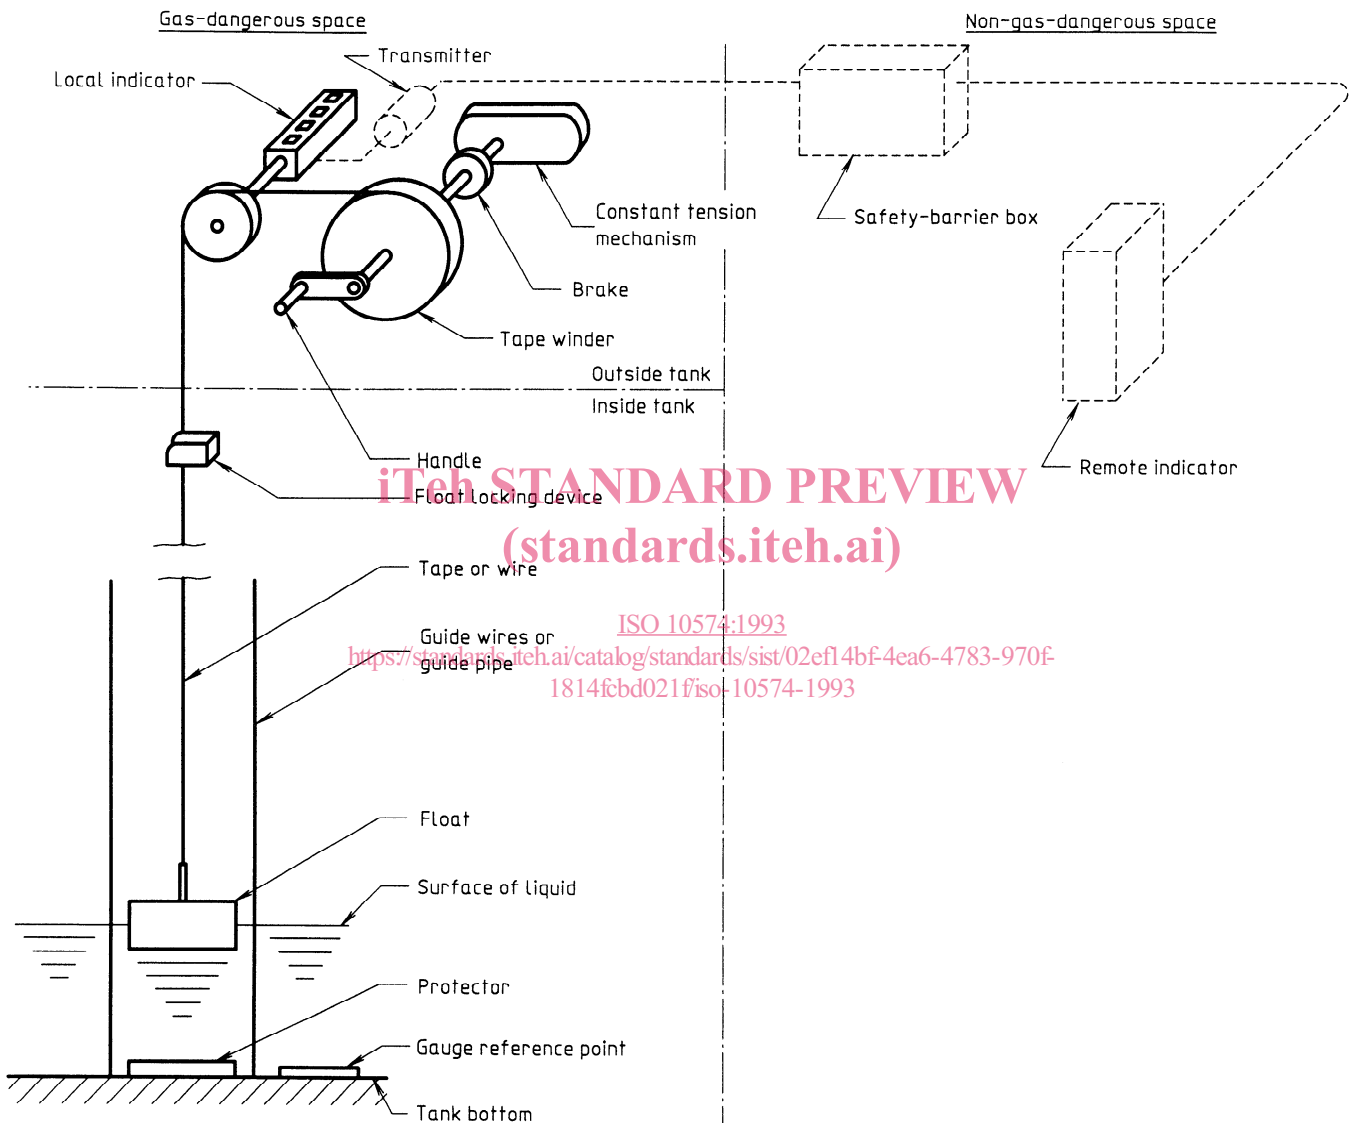 Gas-dangerous space
Non-gas-dangerous space
Transmitter
Local indicator
Constant tension
mechanism
Safety-barrier box
Brake
Tape winder
Outside tank
Inside tank
Handle
Remote indicator
iTeh STANDARD PREVIEW
Float locking device
(standards.iteh.ai)
Tape or wire
ISO 10574:1993
Guide wires or
guide pipe
https://standards.iteh.ai/catalog/standards/sist/02ef14bf-4ea6-4783-970f-
1814fcbd021f/iso-10574-1993
Float
Surface of liquid
Protector
Gauge reference point
Tank bottom